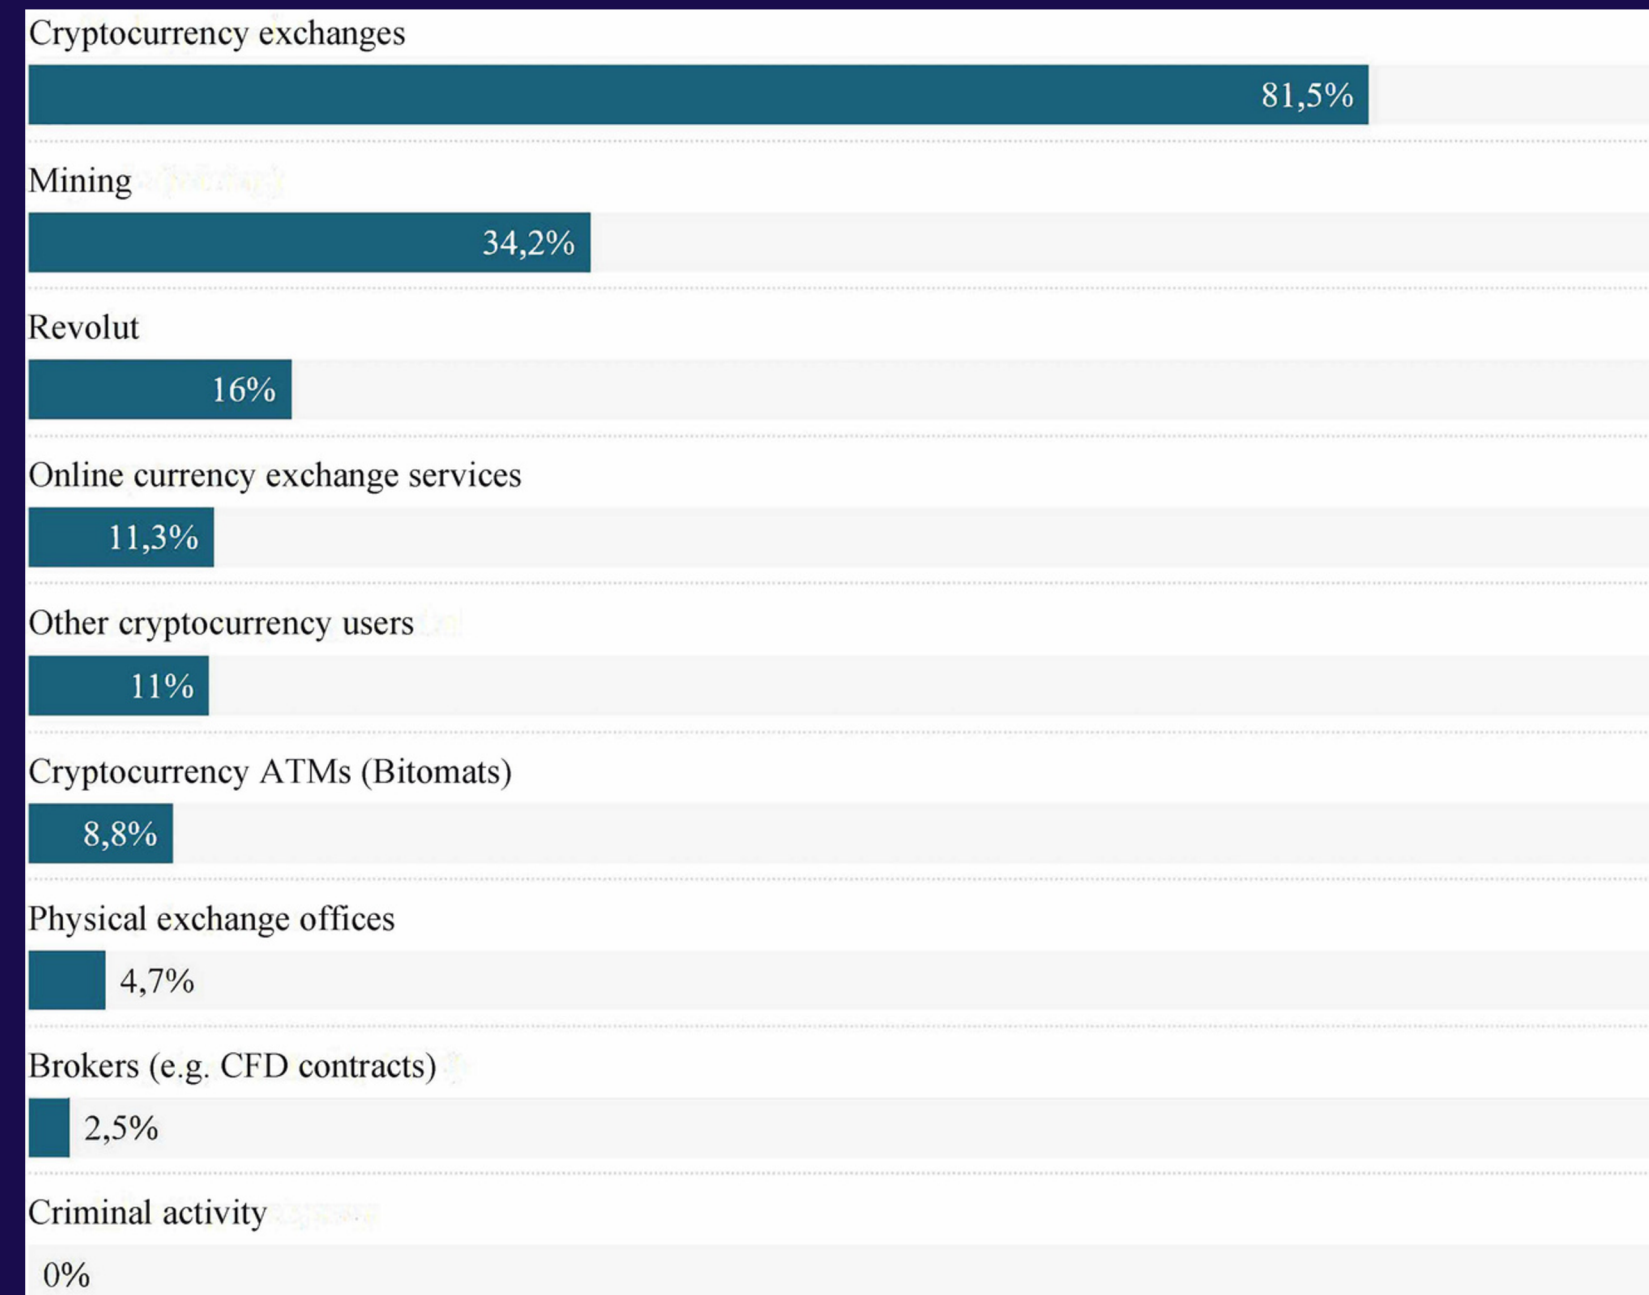 Cryptocurrency exchanges
81,5%
Mining
34,2%
Revolut
16%
Online currency exchange services
11,3%
Other cryptocurrency users
11%
Cryptocurrency ATMs (Bitomats)
8,8%
Physical exchange offices
4,7%
Brokers (e.g. CFD contracts)
2,5%
Criminal activity
0%